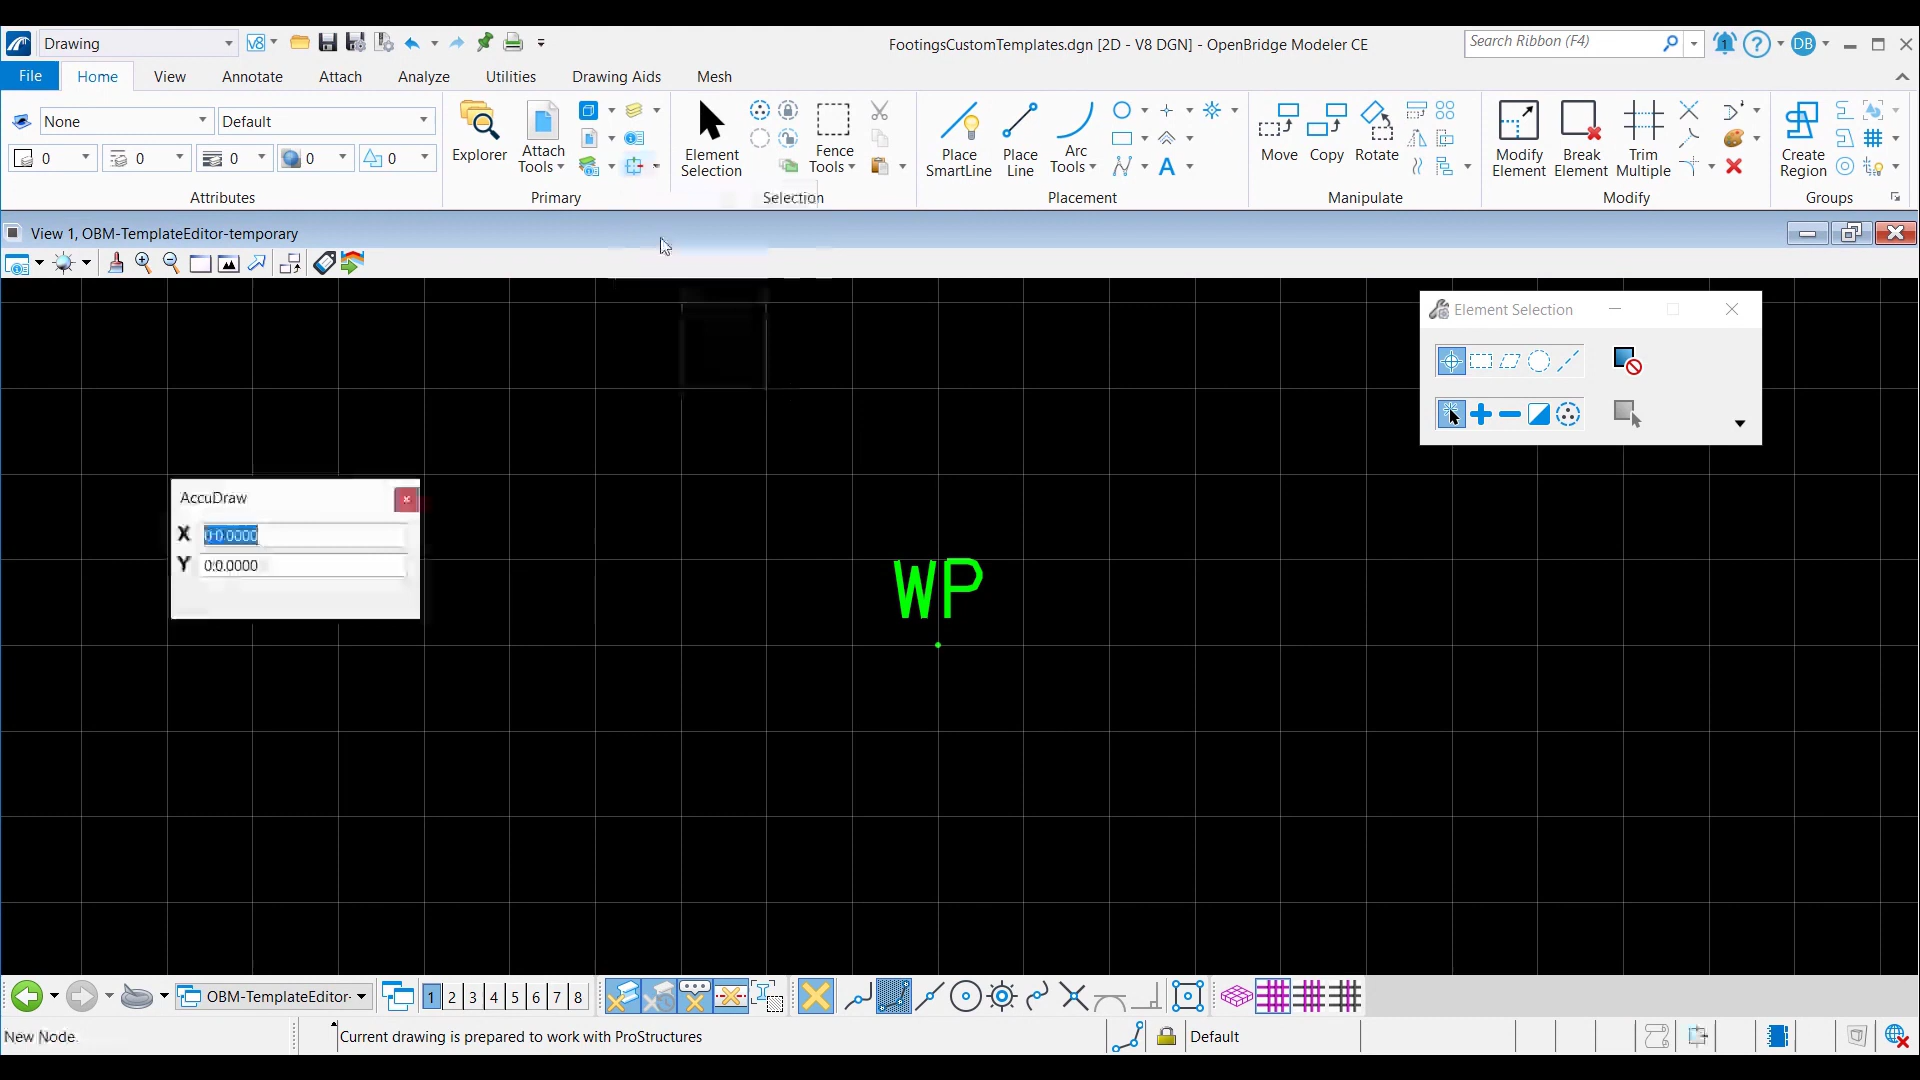 Drawing
V8
FootingsCustomTemplates.dgn [2D - V8 DGN] - OpenBridge Modeler CE
Search Ribbon (F4)
1
DB
File Home View Annotate Attach Analyze Utilities Drawing Aids Mesh
None Default
0 0 0 0 0
Attributes
Explorer
Attach
Tools
Primary
Element
Selection
Fence
Tools
Selection
Place
SmartLine
Place
Line
Arc
Tools
A
Placement
Move
Copy
Rotate
Manipulate
Modify
Element
Break
Element
Trim
Multiple
Modify
Create
Region
Groups
View 1, OBM-TemplateEditor-temporary
Element Selection
AccuDraw
X 0:0.0000
Y 0:0.0000
WP
OBM-TemplateEditor- 1 2 3 4 5 6 7 8
New Node
Current drawing is prepared to work with ProStructures
Default